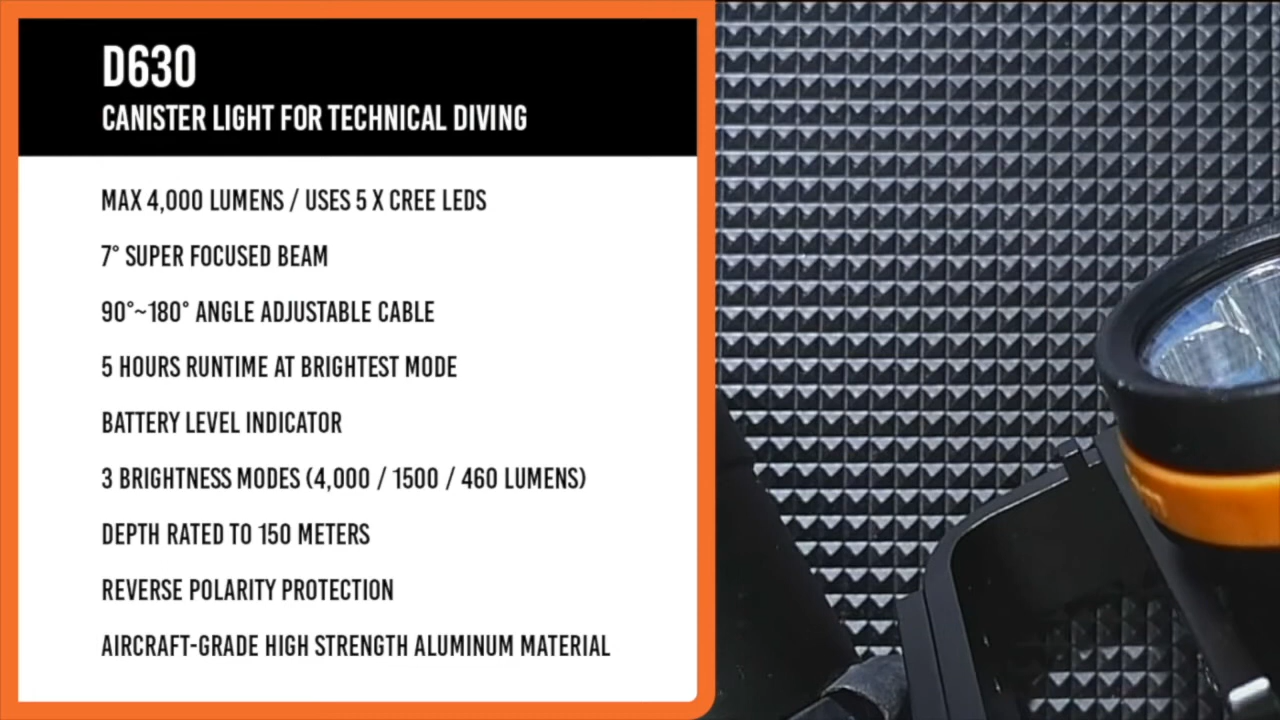 D630
CANISTER LIGHT FOR TECHNICAL DIVING
MAX 4,000 LUMENS / USES 5 X CREE LEDS
7° SUPER FOCUSED BEAM
90°~180° ANGLE ADJUSTABLE CABLE
5 HOURS RUNTIME AT BRIGHTEST MODE
BATTERY LEVEL INDICATOR
3 BRIGHTNESS MODES (4,000 / 1500 / 460 LUMENS)
DEPTH RATED TO 150 METERS
REVERSE POLARITY PROTECTION
AIRCRAFT-GRADE HIGH STRENGTH ALUMINUM MATERIAL